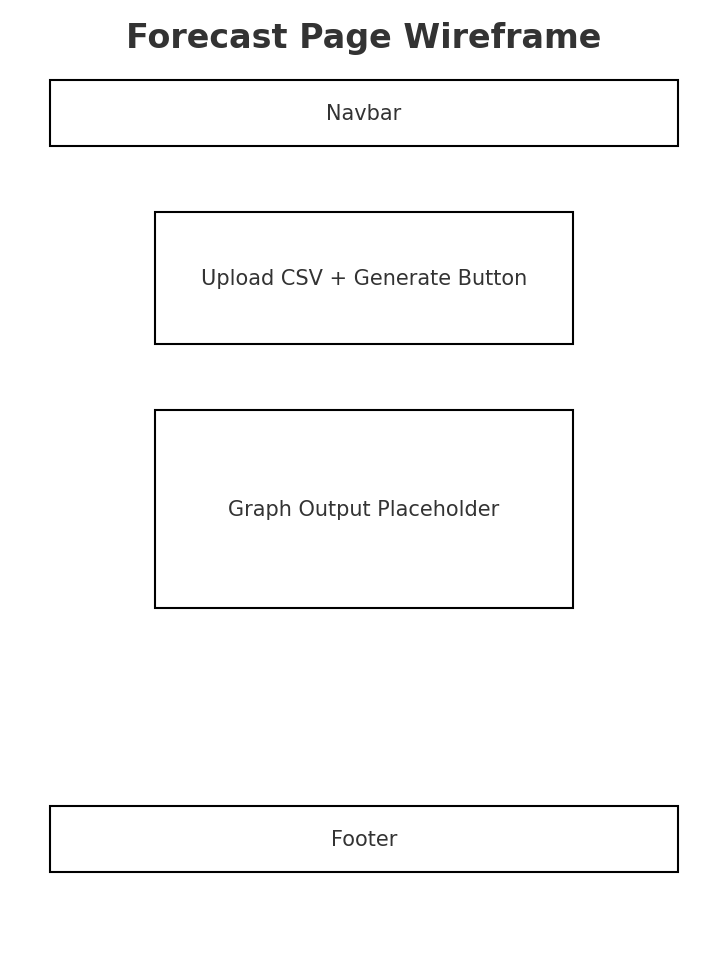 Forecast Page Wireframe
Navbar
Upload CSV + Generate Button
Graph Output Placeholder
Footer